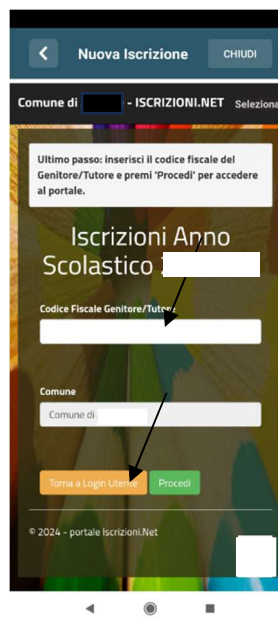 Nuova Iscrizione CHIUDI
Comune di - ISCRIZIONI.NET Seleziona
Ultimo passo: inserisci il codice fiscale del
Genitore/Tutore e premi 'Procedi' per accedere
al portale.
Iscrizioni Anno
Scolastico
Codice Fiscale Genitore/Tutore
Comune
Comune di
Torna a Login Utente Procedi
© 2024 - portale Iscrizioni.Net